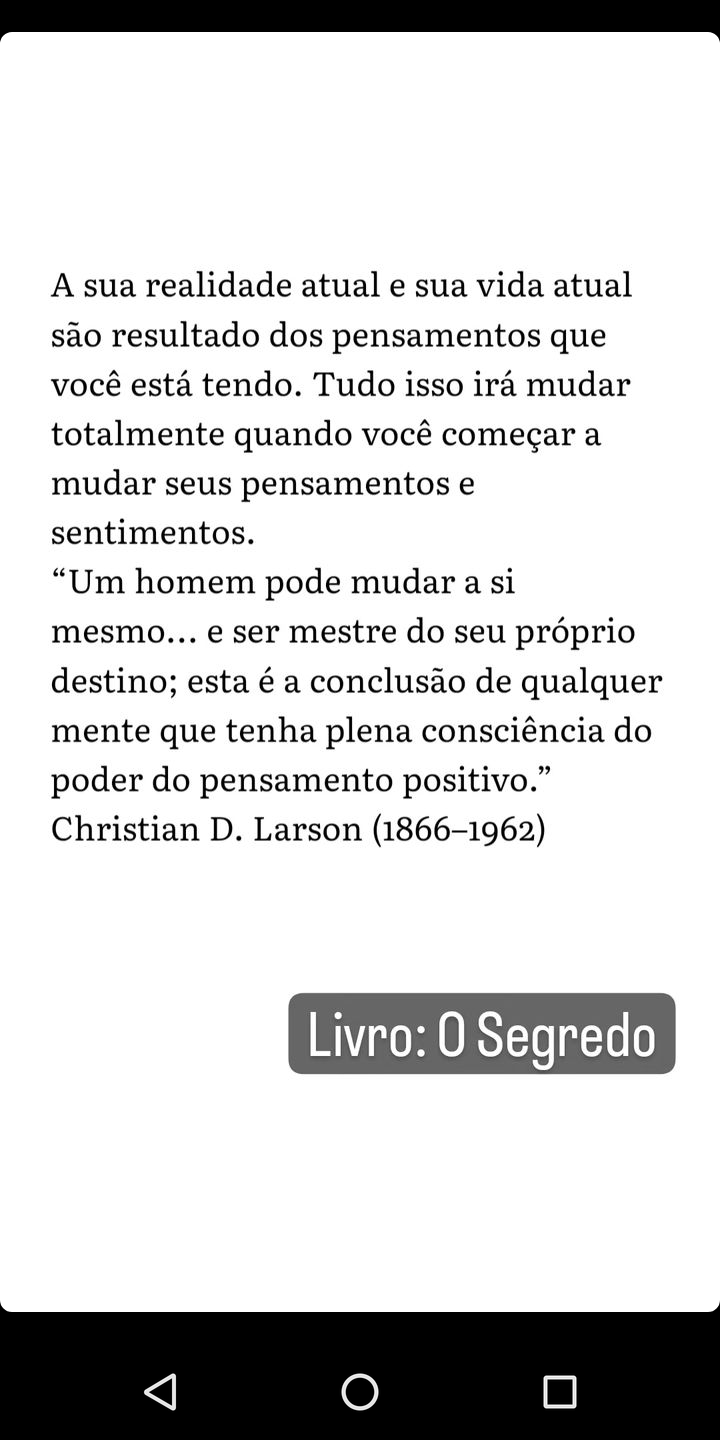 A sua realidade atual e sua vida atual
são resultado dos pensamentos que
você está tendo. Tudo isso irá mudar
totalmente quando você começar a
mudar seus pensamentos e
sentimentos.
“Um homem pode mudar a si
mesmo... e ser mestre do seu próprio
destino; esta é a conclusão de qualquer
mente que tenha plena consciência do
poder do pensamento positivo.”
Christian D. Larson (1866–1962)
Livro: O Segredo